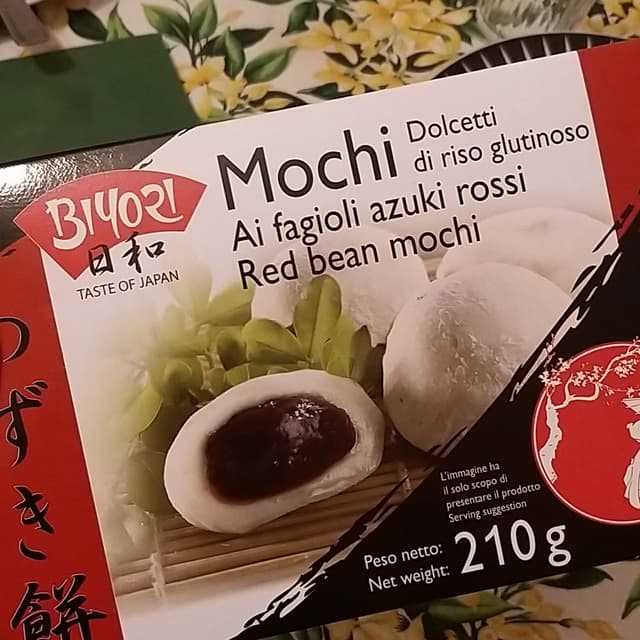 BIYORI
日和
TASTE OF JAPAN
Mochi Dolcetti
di riso glutinoso
Ai fagioli azuki rossi
Red bean mochi
ずき餅
L'immagine ha
il solo scopo di
presentare il prodotto
Serving suggestion
Peso netto:
Net weight: 210g